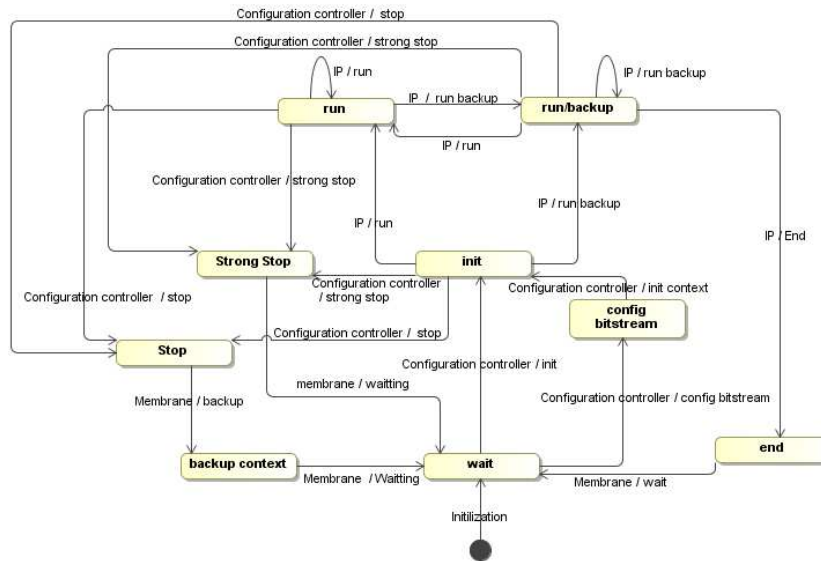 Configuration controller / stop
Configuration controller / strong stop
IP / run
IP / run backup
IP / run backup
run
run/backup
IP / run
Configuration controller / strong stop
IP / run
IP / run backup
IP / End
Strong Stop
init
Configuration controller
/ strong stop
Configuration controller / init context
Configuration controller / stop
config
bitstream
Configuration controller / stop
Stop
Configuration controller / init
membrane / waitting
Membrane / backup
Configuration controller / config bitstream
backup context
wait
end
Membrane / Waitting
Membrane / wait
Initilization